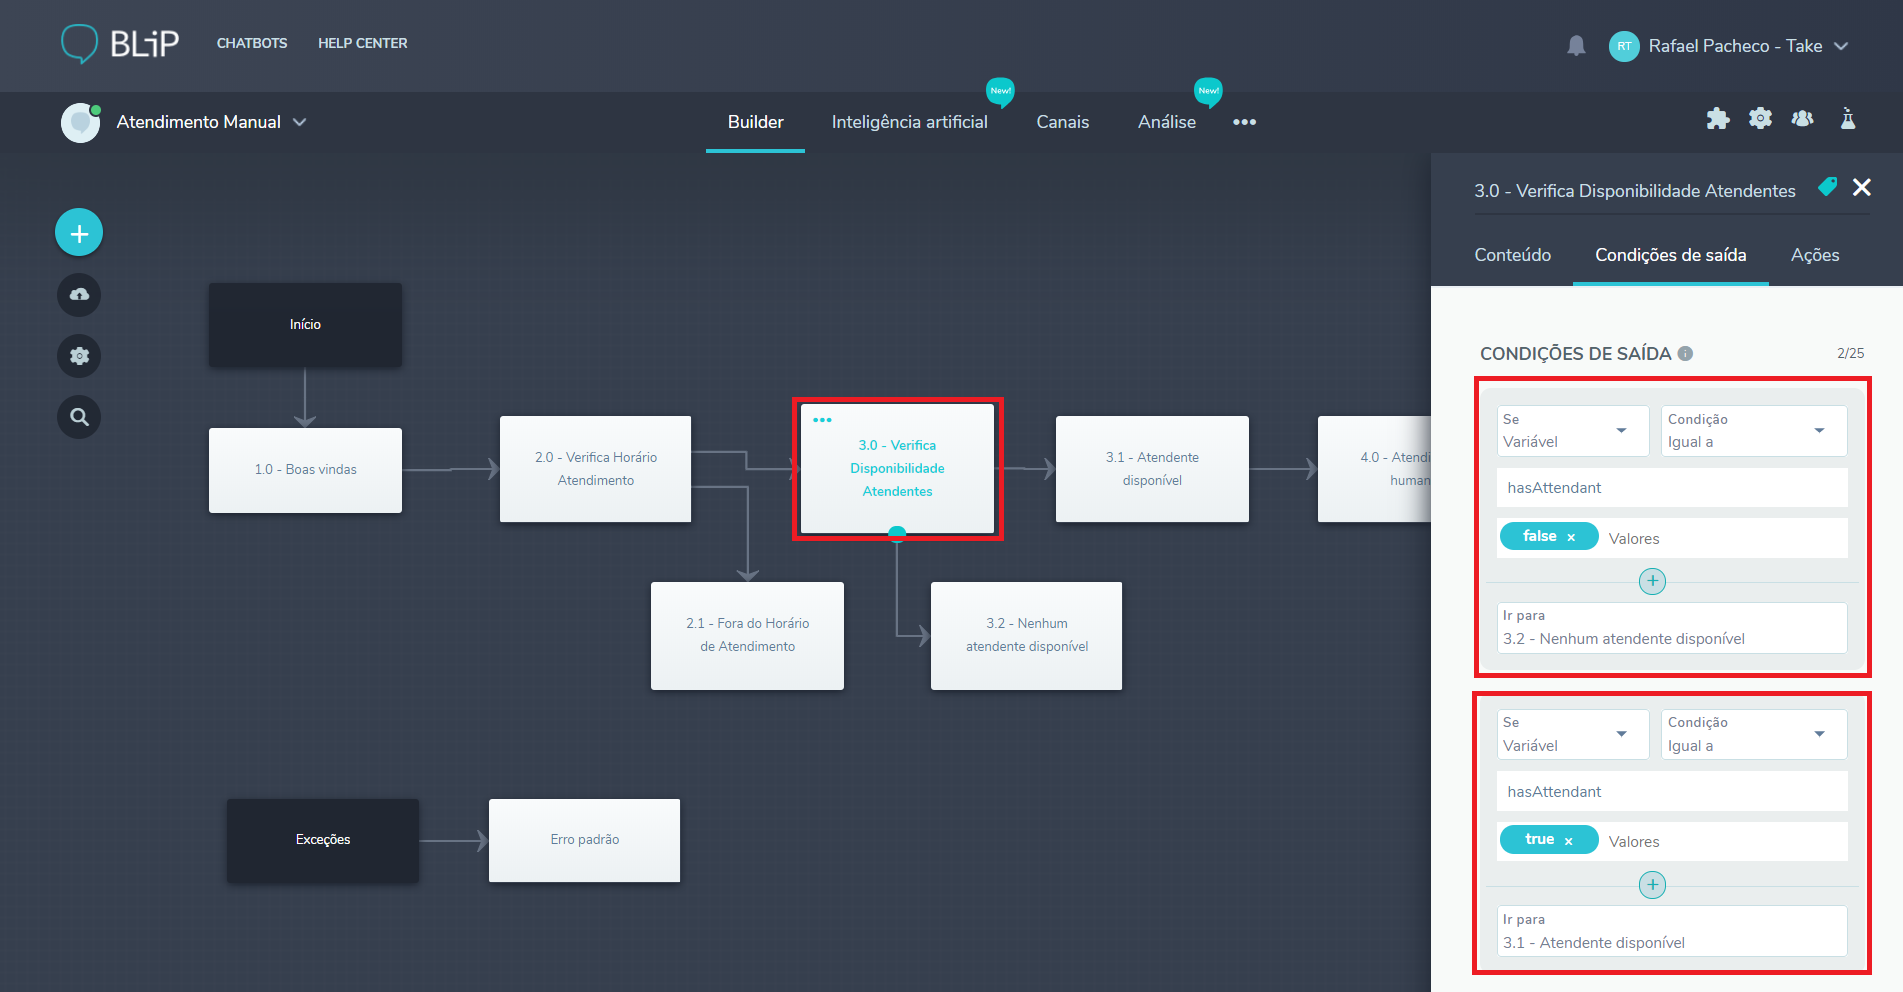 BLiP
CHATBOTS
HELP CENTER
RT
Rafael Pacheco - Take
Atendimento Manual
Builder
Inteligência artificial
New!
Canais
Análise
New!
3.0 - Verifica Disponibilidade Atendentes
Conteúdo
Condições de saída
Ações
Início
1.0 - Boas vindas
2.0 - Verifica Horário
Atendimento
3.0 - Verifica
Disponibilidade
Atendentes
3.1 - Atendente
disponível
4.0 - Atendi
human
2.1 - Fora do Horário
de Atendimento
3.2 - Nenhum
atendente disponível
Exceções
Erro padrão
CONDIÇÕES DE SAÍDA
2/25
Se
Variável
Condição
Igual a
hasAttendant
false x
Valores
Ir para
3.2 - Nenhum atendente disponível
Se
Variável
Condição
Igual a
hasAttendant
true x
Valores
Ir para
3.1 - Atendente disponível